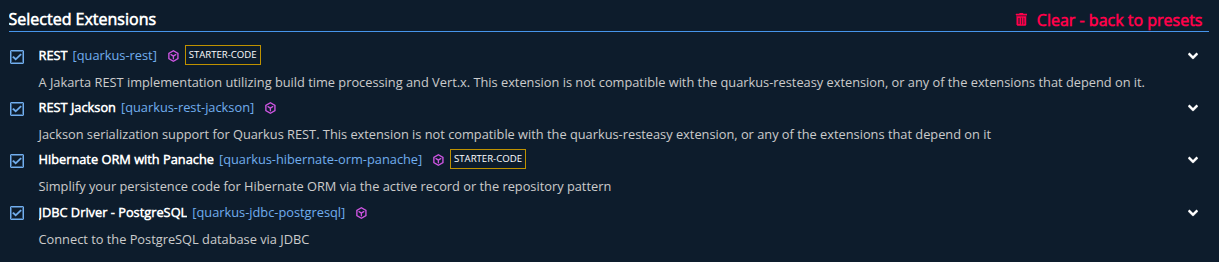 Selected Extensions
Clear - back to presets
REST [quarkus-rest] STARTER-CODE
A Jakarta REST implementation utilizing build time processing and Vert.x. This extension is not compatible with the quarkus-resteasy extension, or any of the extensions that depend on it.
REST Jackson [quarkus-rest-jackson]
Jackson serialization support for Quarkus REST. This extension is not compatible with the quarkus-resteasy extension, or any of the extensions that depend on it
Hibernate ORM with Panache [quarkus-hibernate-orm-panache] STARTER-CODE
Simplify your persistence code for Hibernate ORM via the active record or the repository pattern
JDBC Driver - PostgreSQL [quarkus-jdbc-postgresql]
Connect to the PostgreSQL database via JDBC